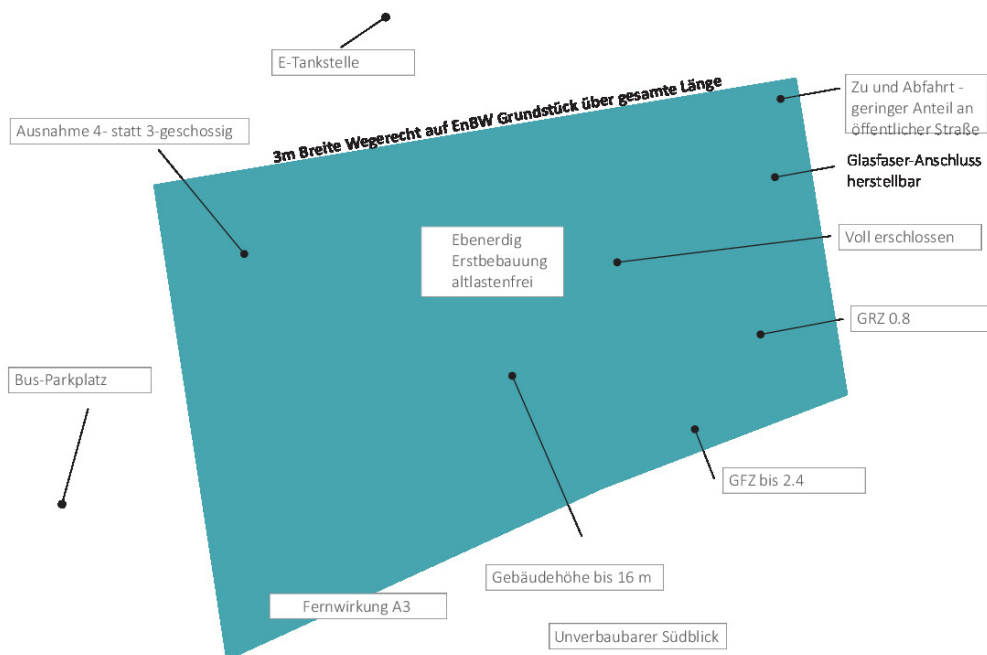 E-Tankstelle
3m Breite Wegerecht auf EnBW Grundstück über gesamte Länge
Zu und Abfahrt -
geringer Anteil an
öffentlicher Straße
Ausnahme 4- statt 3-geschossig
Glasfaser-Anschluss
herstellbar
Ebenerdig
Erstbebauung
altlastenfrei
Voll erschlossen
GRZ 0.8
Bus-Parkplatz
GFZ bis 2.4
Gebäudehöhe bis 16 m
Fernwirkung A3
Unverbaubarer Südblick